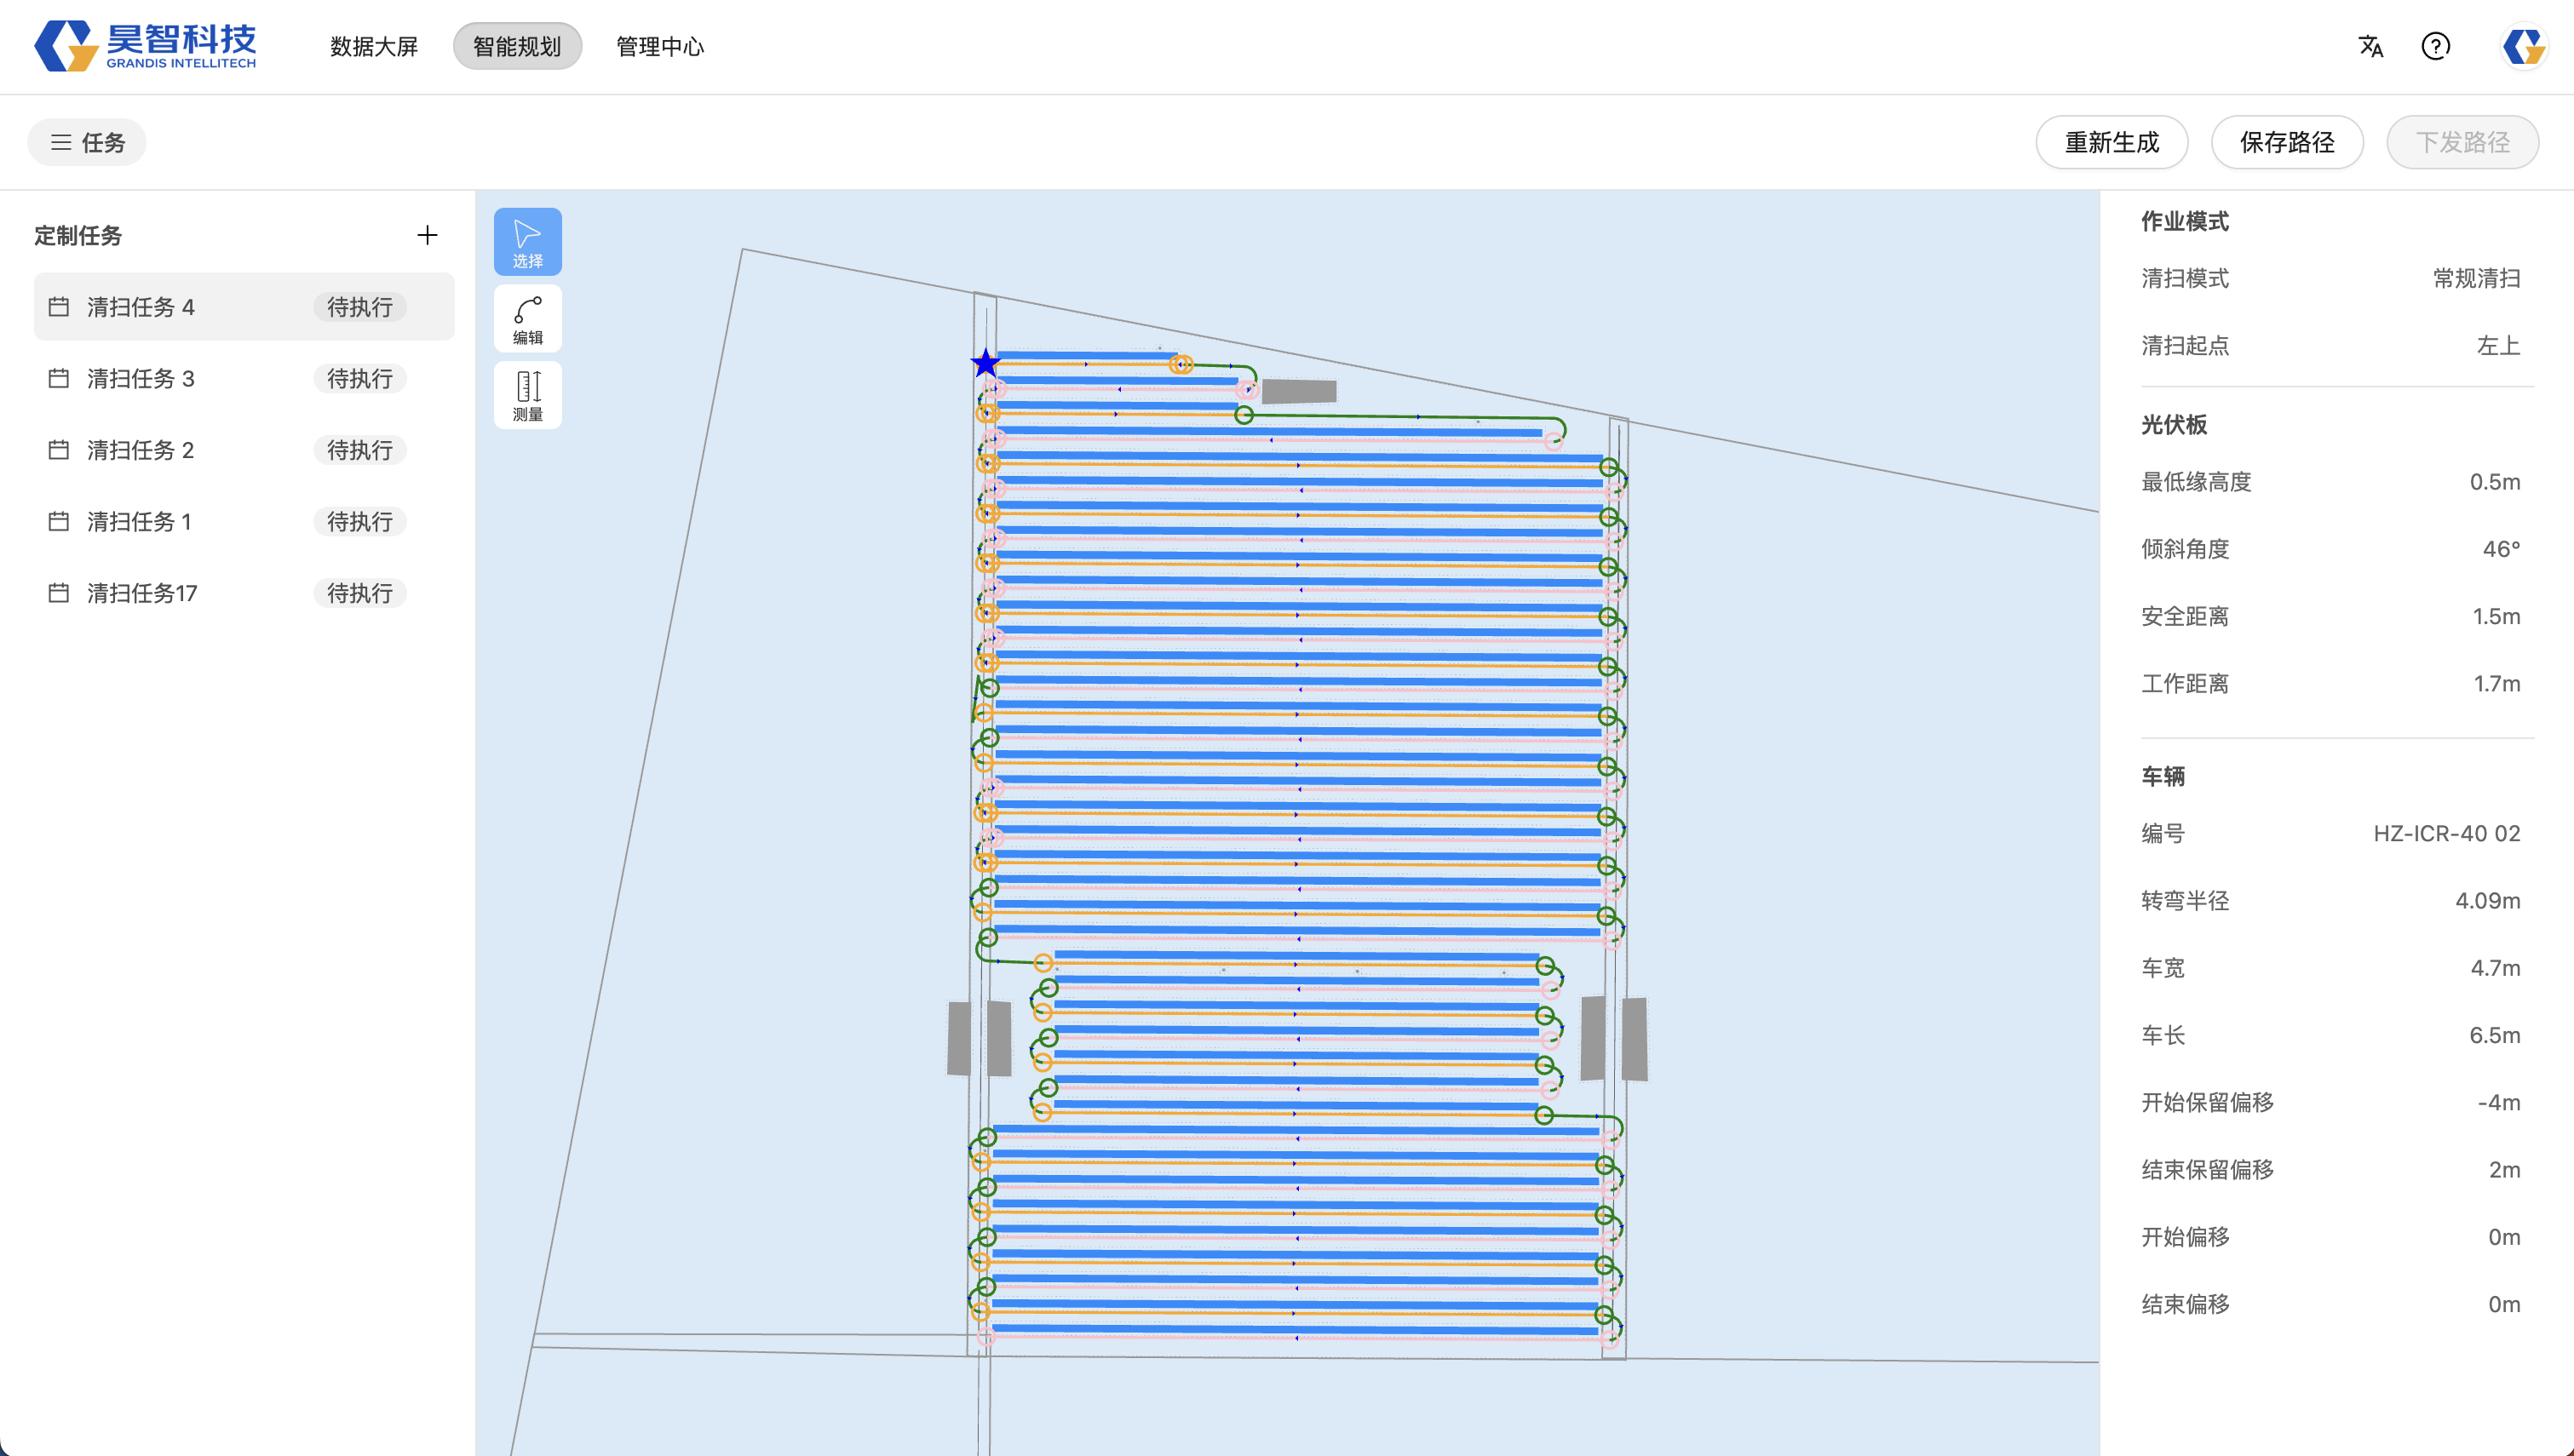 昊智科技
GRANDIS INTELLITECH
数据大屏
智能规划
管理中心
任务
重新生成
保存路径
下发路径
定制任务
清扫任务 4
待执行
清扫任务 3
待执行
清扫任务 2
待执行
清扫任务 1
待执行
清扫任务17
待执行
选择
编辑
测量
作业模式
清扫模式
常规清扫
清扫起点
左上
光伏板
最低缘高度
0.5m
倾斜角度
46°
安全距离
1.5m
工作距离
1.7m
车辆
编号
HZ-ICR-40 02
转弯半径
4.09m
车宽
4.7m
车长
6.5m
开始保留偏移
-4m
结束保留偏移
2m
开始偏移
0m
结束偏移
0m